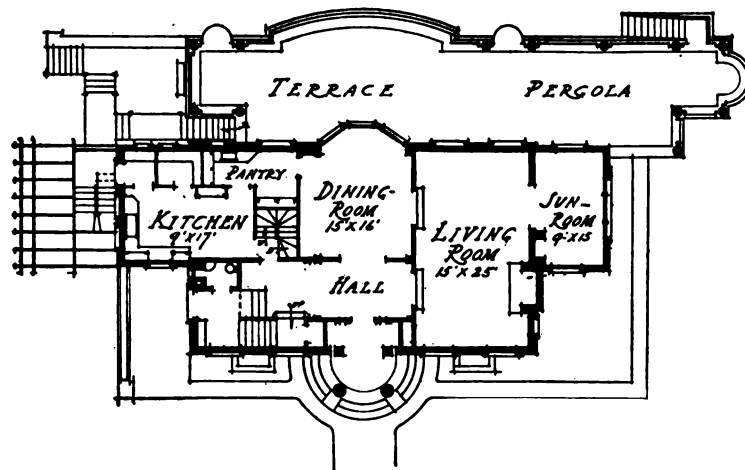 TERRACE
PERGOLA
PANTRY
DINING-
ROOM
15'X16'
KITCHEN
9'X17'
LIVING
ROOM
15'X25'
SUN-
ROOM
9'X15
HALL